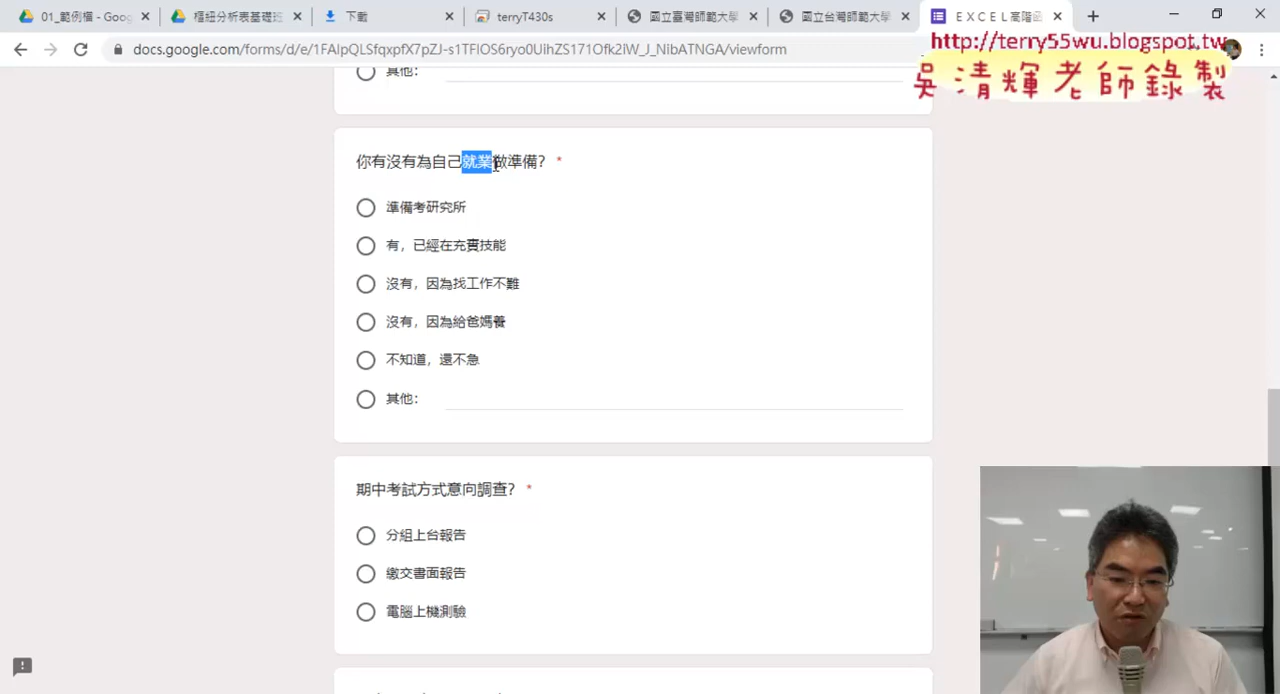 01_範例檔 - Goog
樞紐分析表基礎班
下載
terryT430s
國立臺灣師範大學
國立台灣師範大學
EXCEL高階函
docs.google.com/forms/d/e/1FAIpQLSfqxpfX7pZJ-s1TFlOS6ryo0UihZS171Ofk2iW_J_NibATNGA/viewform
http://terry55wu.blogspot.tw
吳清輝老師錄製
其他:
你有沒有為自己就業做準備? *
準備考研究所
有，已經在充實技能
沒有，因為找工作不難
沒有，因為給爸媽養
不知道，還不急
其他:
期中考試方式意向調查? *
分組上台報告
繳交書面報告
電腦上機測驗